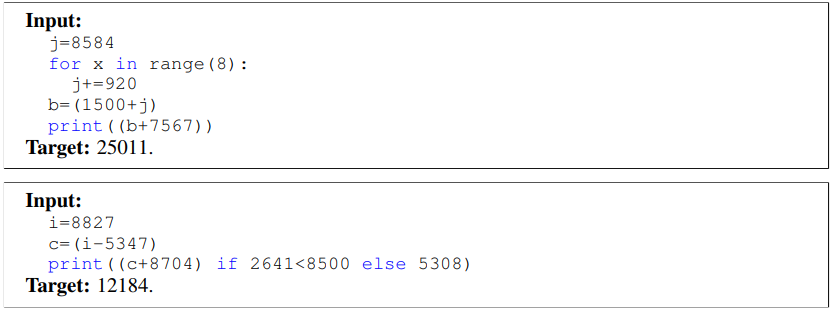 Input:
j=8584
for x in range(8):
j+=920
b=(1500+j)
print((b+7567))
Target: 25011.
Input:
i=8827
c=(i-5347)
print((c+8704) if 2641<8500 else 5308)
Target: 12184.